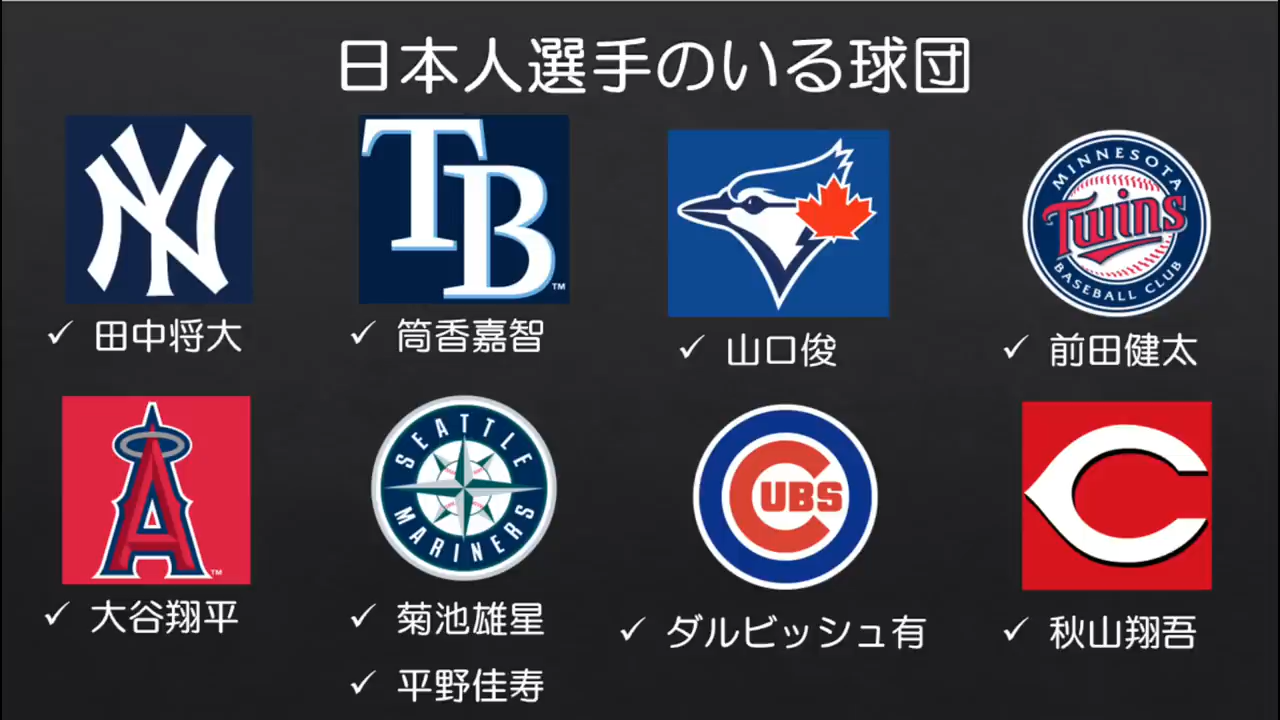 日本人選手のいる球団
NY
TB™
MINNESOTA
Twins
BASEBALL CLUB
✓ 田中将大
✓ 筒香嘉智
✓ 山口俊
✓ 前田健太
A™
SEATTLE
MARINERS
CUBS
C
✓ 大谷翔平
✓ 菊池雄星
✓ ダルビッシュ有
✓ 秋山翔吾
✓ 平野佳寿